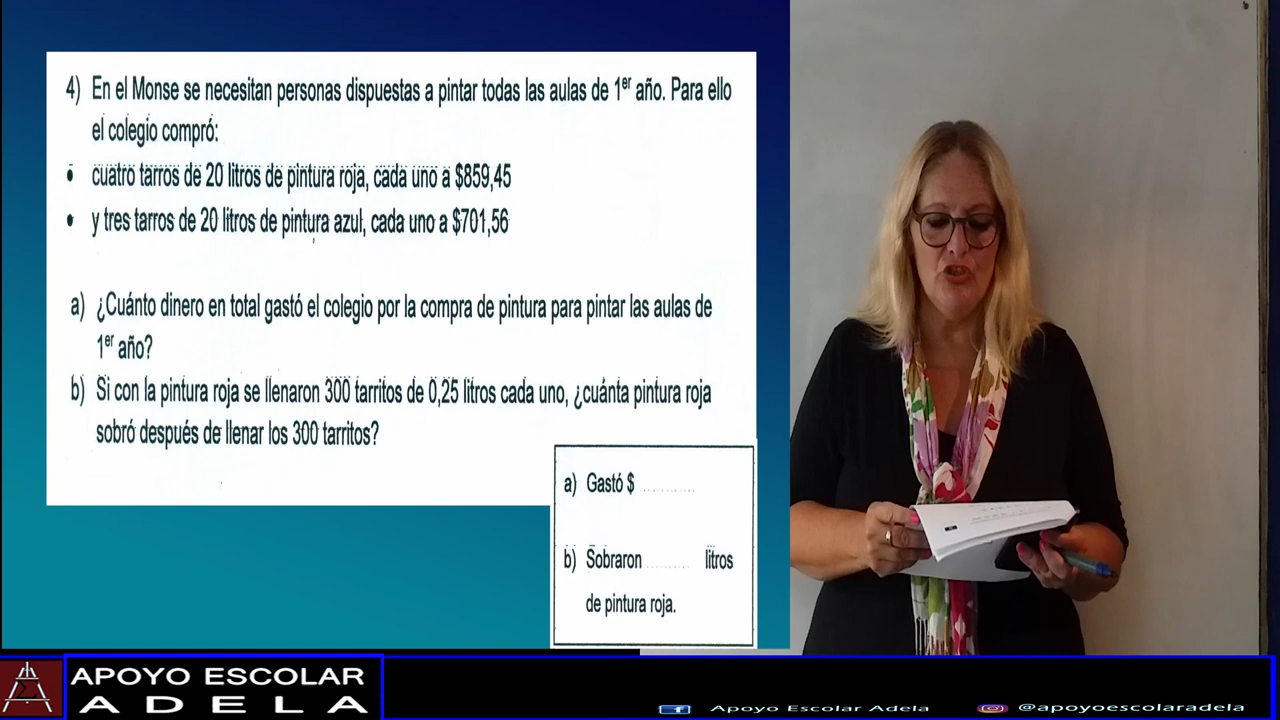 4) En el Monse se necesitan personas dispuestas a pintar todas las aulas de 1er año. Para ello
el colegio compró:
• cuatro tarros de 20 litros de pintura roja, cada uno a $859,45
• y tres tarros de 20 litros de pintura azul, cada uno a $701,56
a) ¿Cuánto dinero en total gastó el colegio por la compra de pintura para pintar las aulas de
1er año?
b) Si con la pintura roja se llenaron 300 tarritos de 0,25 litros cada uno, ¿cuánta pintura roja
sobró después de llenar los 300 tarritos?
a) Gastó $ ............
b) Sobraron ......... litros
de pintura roja.
APOYO ESCOLAR
ADELA
Apoyo Escolar Adela
@apoyoescolaradela